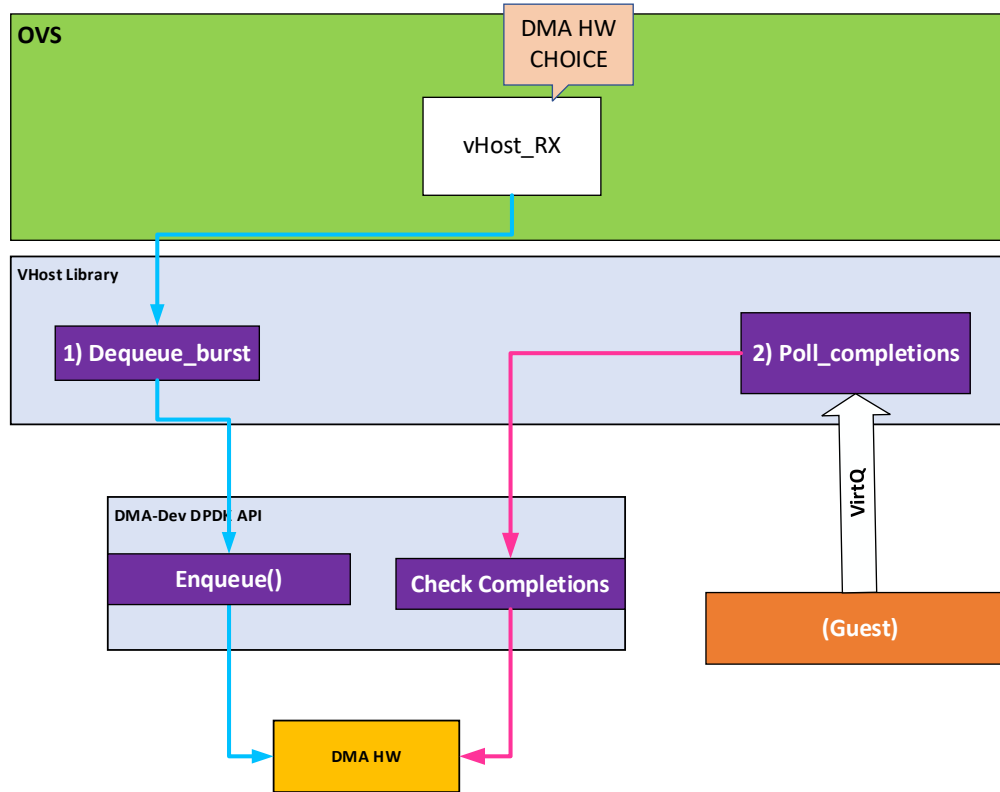 OVS
DMA HW
CHOICE
vHost_RX
VHost Library
1) Dequeue_burst
2) Poll_completions
VirtQ
DMA-Dev DPDK API
Enqueue()
Check Completions
(Guest)
DMA HW